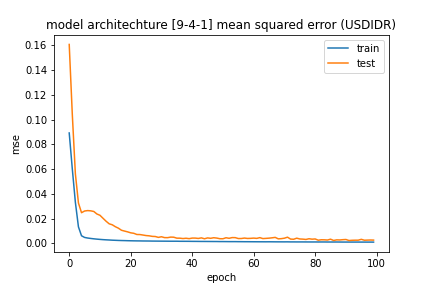 model architechture [9-4-1] mean squared error (USDIDR)
train
test
0.16
0.14
0.12
0.10
0.08
0.06
0.04
0.02
0.00
mse
0 20 40 60 80 100
epoch